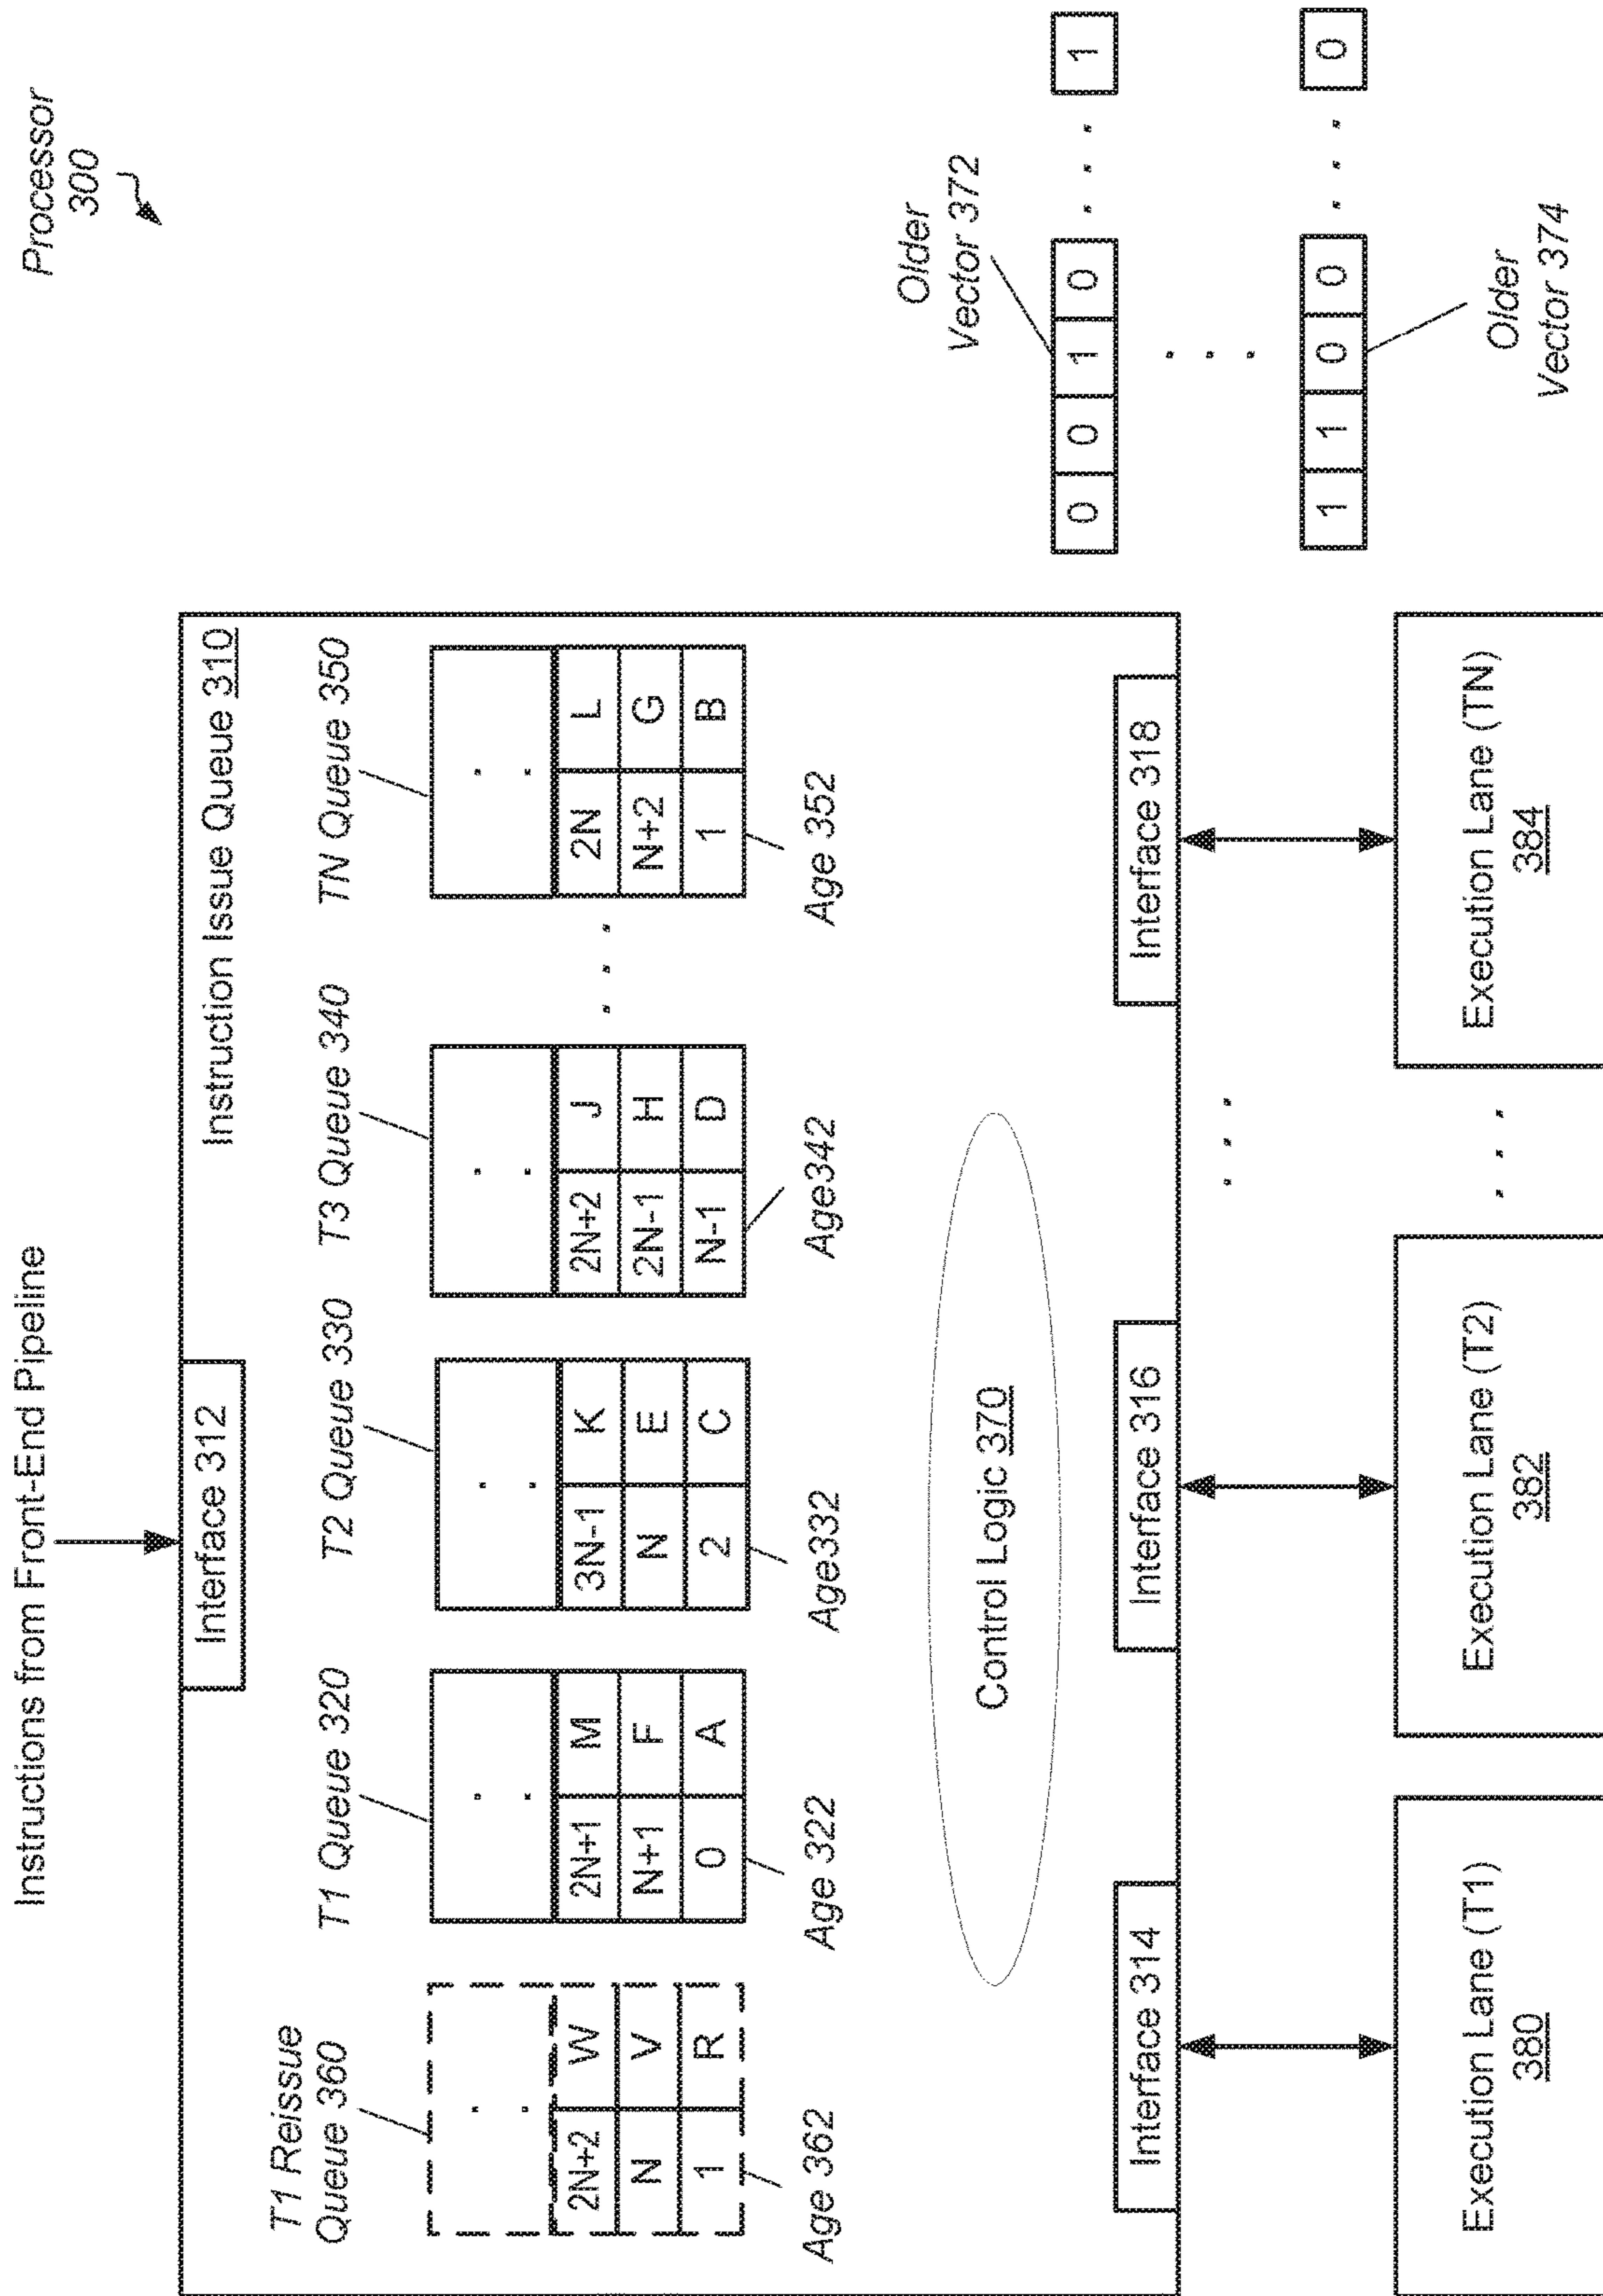 Processor
300
Instructions from Front-End Pipeline
Interface 312
Instruction Issue Queue 310
T1 Reissue
Queue 360
T1 Queue 320
T2 Queue 330
T3 Queue 340
TN Queue 350
2N+2 W
N V
1 R
Age 362
2N+1 M
N+1 F
0 A
Age 322
3N-1 K
N E
2 C
Age332
2N+2 J
2N-1 H
N-1 D
Age342
2N L
N+2 G
1 B
Age 352
Control Logic 370
Interface 314
Interface 316
Interface 318
Execution Lane (T1)
380
Execution Lane (T2)
382
. . .
Execution Lane (TN)
384
Older
Vector 372
0 0 1 0 . . . 1
1 1 0 0 . . . 0
Older
Vector 374